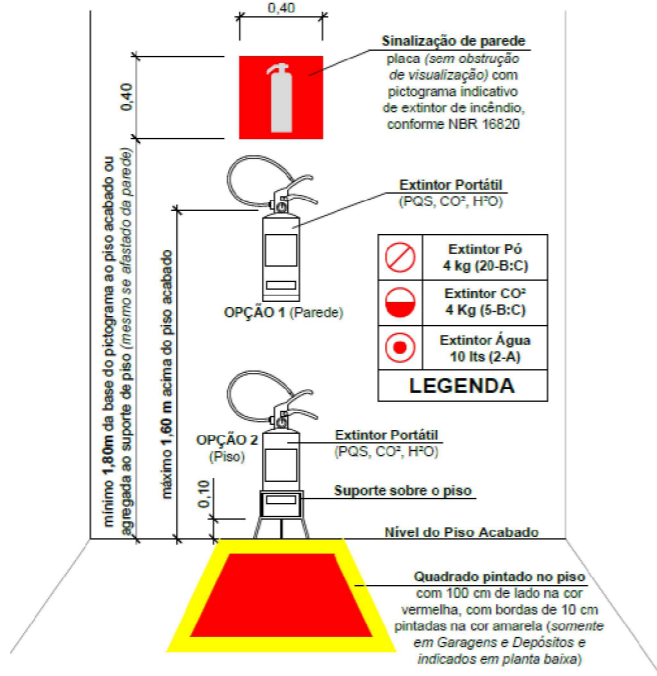 0,40
Sinalização de parede
placa (sem obstrução
de visualização) com
pictograma indicativo
de extintor de incêndio,
conforme NBR 16820
0,40
mínimo 1,80m da base do pictograma ao piso acabado ou
agregada ao suporte de piso (mesmo se afastado da parede)
máximo 1,60 m acima do piso acabado
Extintor Portátil
(PQS, CO², H²O)
OPÇÃO 1 (Parede)
Extintor Pó
4 kg (20-B:C)
Extintor CO²
4 Kg (5-B:C)
Extintor Água
10 lts (2-A)
LEGENDA
OPÇÃO 2
(Piso)
Extintor Portátil
(PQS, CO², H²O)
0,10
Suporte sobre o piso
Nível do Piso Acabado
Quadrado pintado no piso
com 100 cm de lado na cor
vermelha, com bordas de 10 cm
pintadas na cor amarela (somente
em Garagens e Depósitos e
indicados em planta baixa)